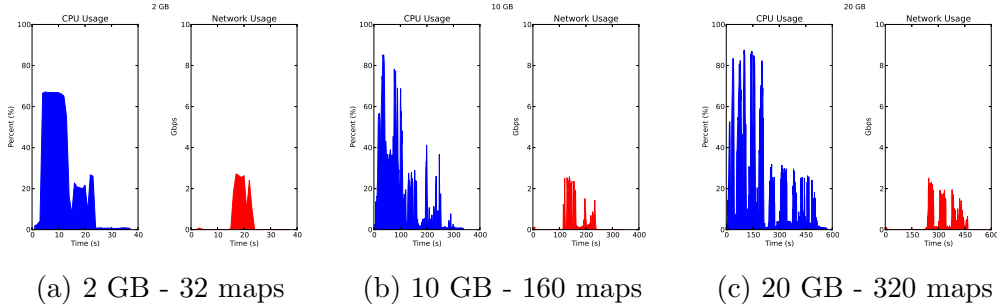 2 GB
CPU Usage
Network Usage
100
80
60
40
20
0
Percent (%)
0 10 20 30 40
Time (s)
10
8
6
4
2
0
Gbps
0 10 20 30 40
Time (s)
10 GB
CPU Usage
Network Usage
100
80
60
40
20
0
Percent (%)
0 100 200 300 400
Time (s)
10
8
6
4
2
0
Gbps
0 100 200 300 400
Time (s)
20 GB
CPU Usage
Network Usage
100
80
60
40
20
0
Percent (%)
0 100 200 300 400 500 600
Time (s)
10
8
6
4
2
0
Gbps
0 150 300 450 600
Time (s)
(a) 2 GB - 32 maps
(b) 10 GB - 160 maps
(c) 20 GB - 320 maps